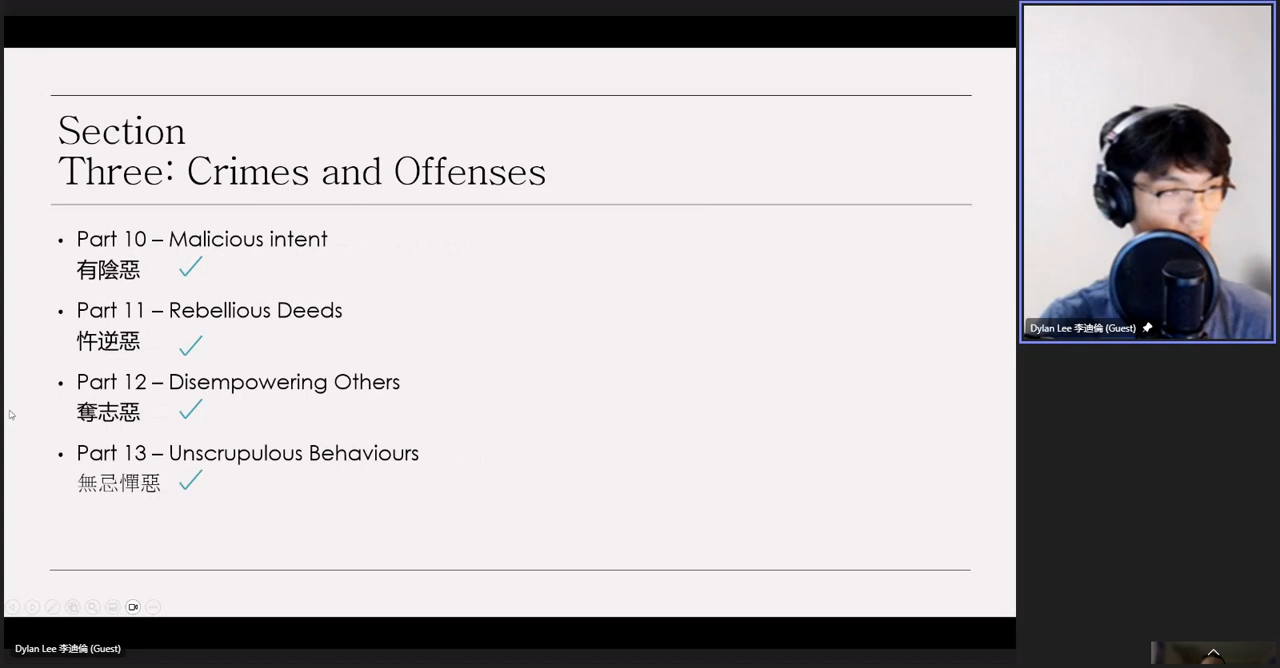 Section
Three: Crimes and Offenses
• Part 10 – Malicious intent
有陰惡
• Part 11 – Rebellious Deeds
忤逆惡
• Part 12 – Disempowering Others
奪志惡
• Part 13 – Unscrupulous Behaviours
無忌憚惡
Dylan Lee 李迪倫 (Guest)
Dylan Lee 李迪倫 (Guest)